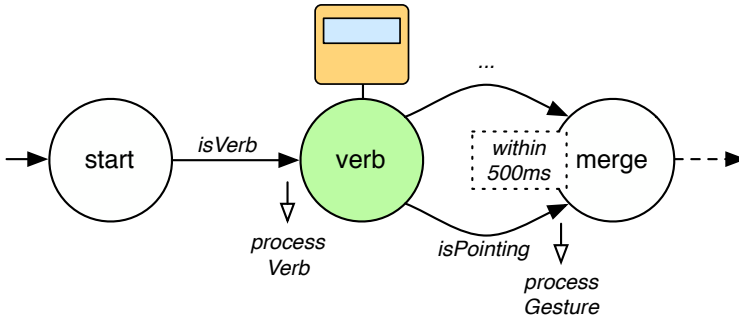 ...
start
isVerb
verb
within
500ms
merge
process
Verb
isPointing
process
Gesture